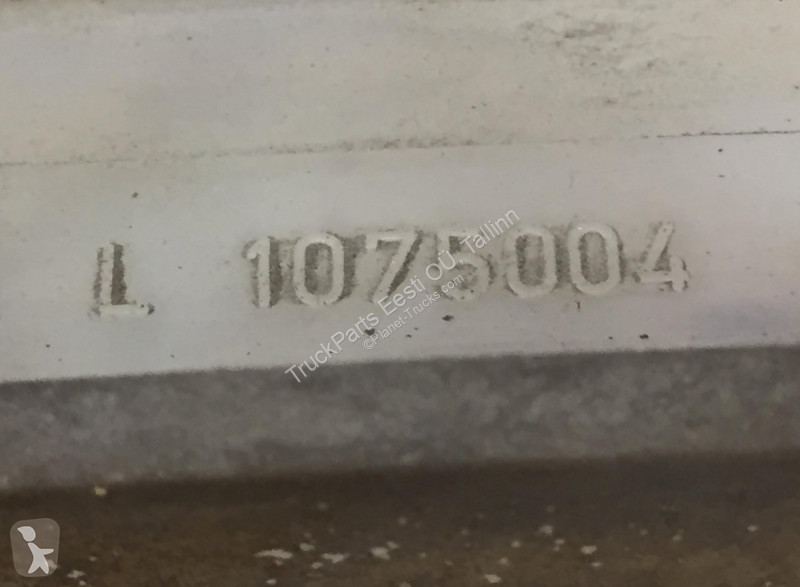 L 1075004
TruckParts Eesti OÜ, Tallinn
©Planet-Trucks.com